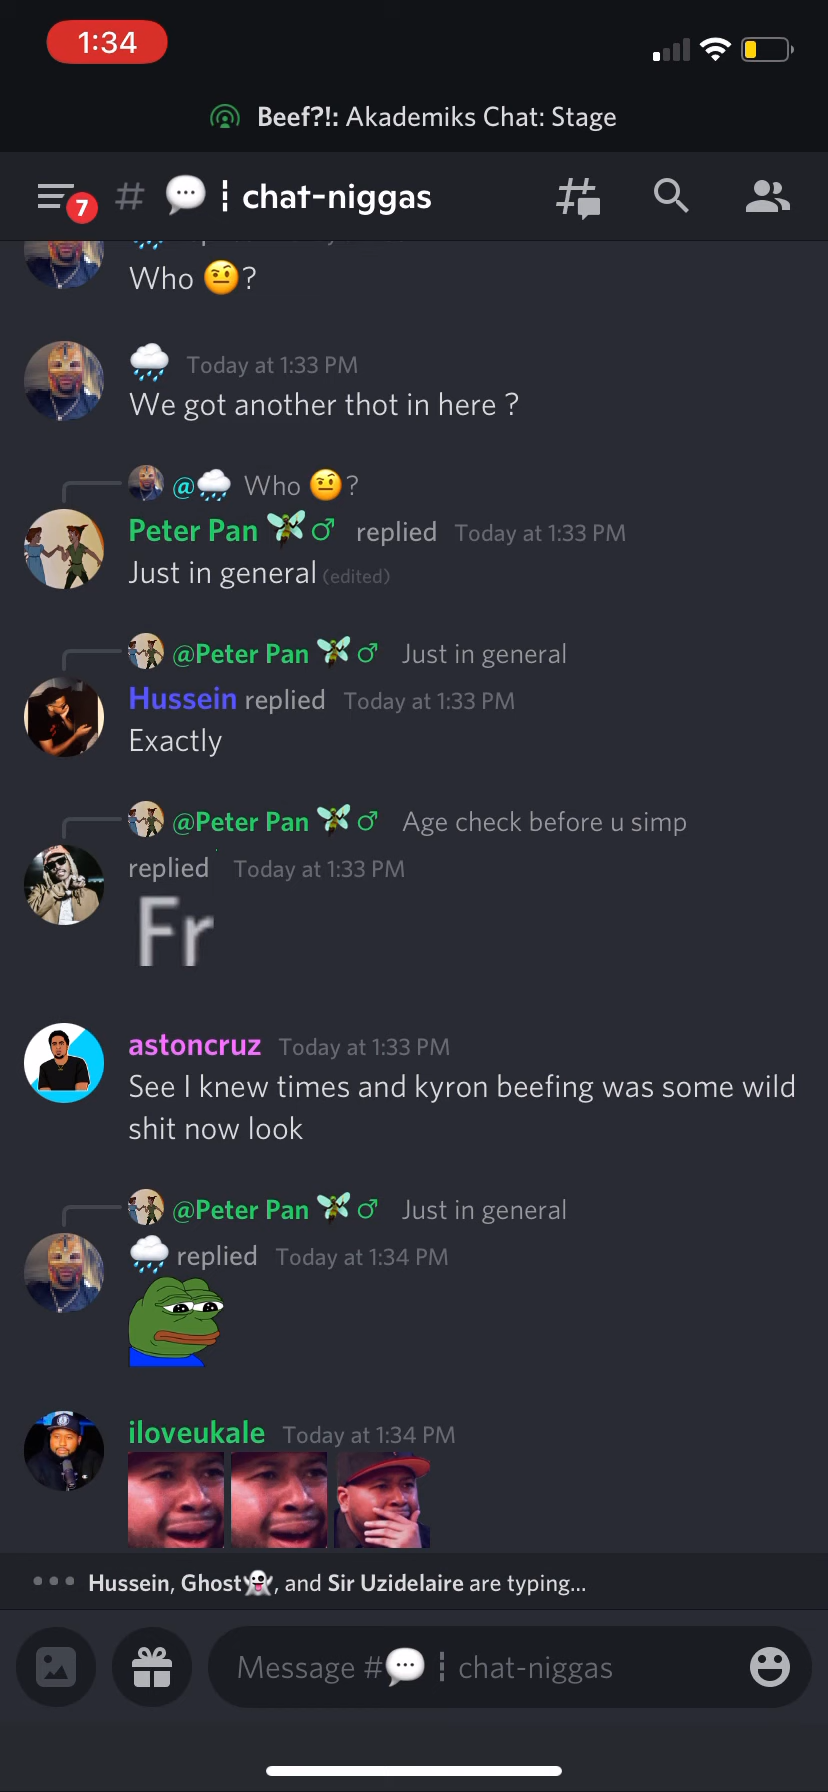 1:34
Beef?!: Akademiks Chat: Stage
7 # 💬 ┆ chat-niggas
Who 🤨?
🌧️ Today at 1:33 PM
We got another thot in here ?
@🌧️ Who 🤨?
Peter Pan 🧚‍♂️ replied Today at 1:33 PM
Just in general (edited)
@Peter Pan 🧚‍♂️ Just in general
Hussein replied Today at 1:33 PM
Exactly
@Peter Pan 🧚‍♂️ Age check before u simp
replied Today at 1:33 PM
Fr
astoncruz Today at 1:33 PM
See I knew times and kyron beefing was some wild
shit now look
@Peter Pan 🧚‍♂️ Just in general
🌧️ replied Today at 1:34 PM
iloveukale Today at 1:34 PM
Hussein, Ghost👻, and Sir Uzidelaire are typing...
Message #💬 ┆ chat-niggas